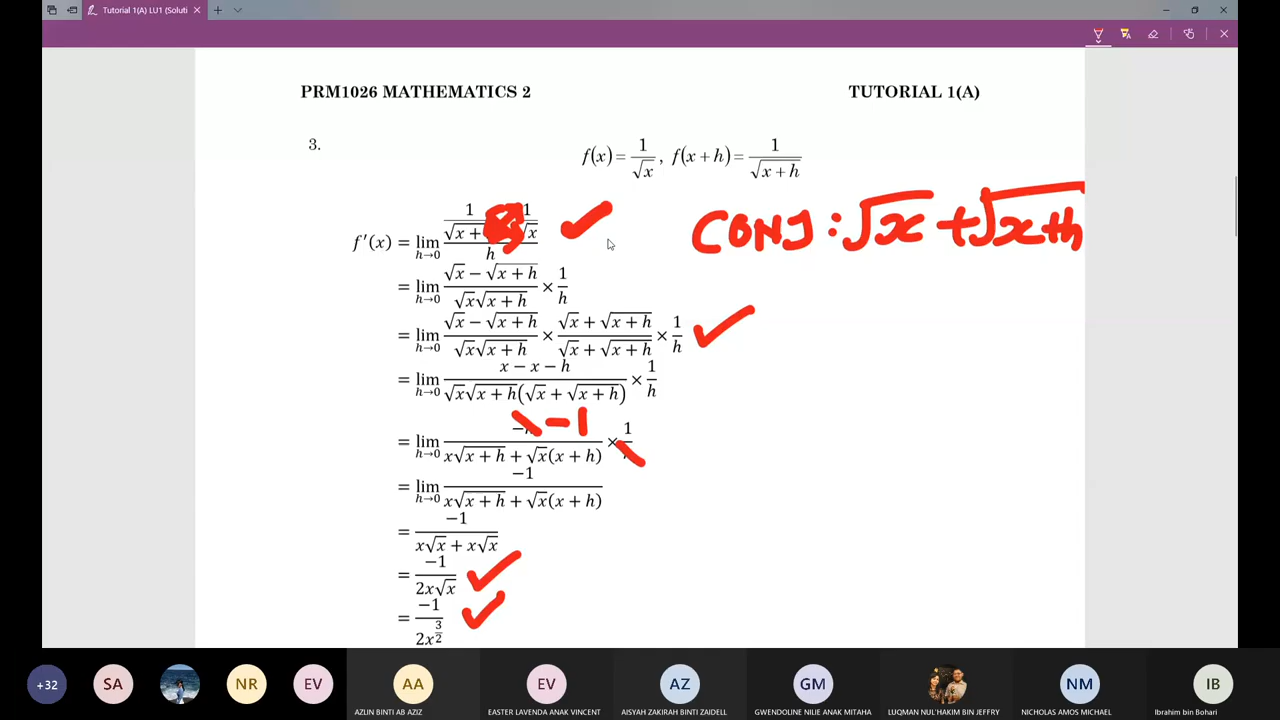 Tutorial 1(A) LU1 (Soluti
PRM1026 MATHEMATICS 2 TUTORIAL 1(A)
3. f(x) = 1/√x , f(x + h) = 1/√(x + h)
CONJ : √x + √x+h
f′(x) = lim h→0 (1/√(x + 1/√x)/h
= lim h→0 (√x − √(x + h))/(√x√(x + h)) × 1/h
= lim h→0 (√x − √(x + h))/(√x√(x + h)) × (√x + √(x + h))/(√x + √(x + h)) × 1/h
= lim h→0 (x − x − h)/(√x√(x + h)(√x + √(x + h))) × 1/h
−1
= lim h→0 −/(x√(x + h) + √x(x + h)) × 1/
= lim h→0 −1/(x√(x + h) + √x(x + h))
= −1/(x√x + x√x)
= −1/(2x√x)
= −1/(2x^(3/2))
+32 SA NR EV AA EV AZ GM NM IB
AZLIN BINTI AB AZIZ EASTER LAVENDA ANAK VINCENT AISYAH ZAKIRAH BINTI ZAIDELL GWENDOLINE NILIE ANAK MITAHA LUQMAN NUL'HAKIM BIN JEFFRY NICHOLAS AMOS MICHAEL Ibrahim bin Bohari